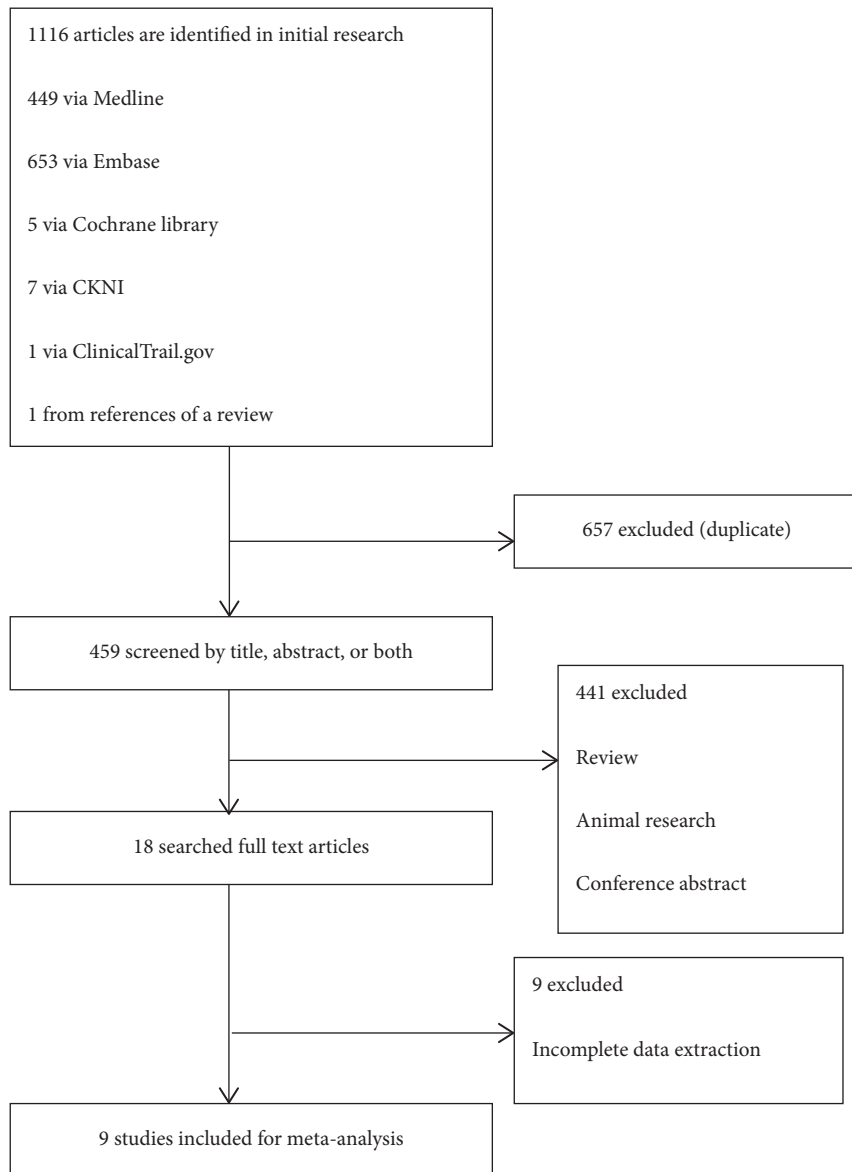 1116 articles are identified in initial research
449 via Medline
653 via Embase
5 via Cochrane library
7 via CKNI
1 via ClinicalTrail.gov
1 from references of a review
657 excluded (duplicate)
459 screened by title, abstract, or both
441 excluded
Review
Animal research
Conference abstract
18 searched full text articles
9 excluded
Incomplete data extraction
9 studies included for meta-analysis